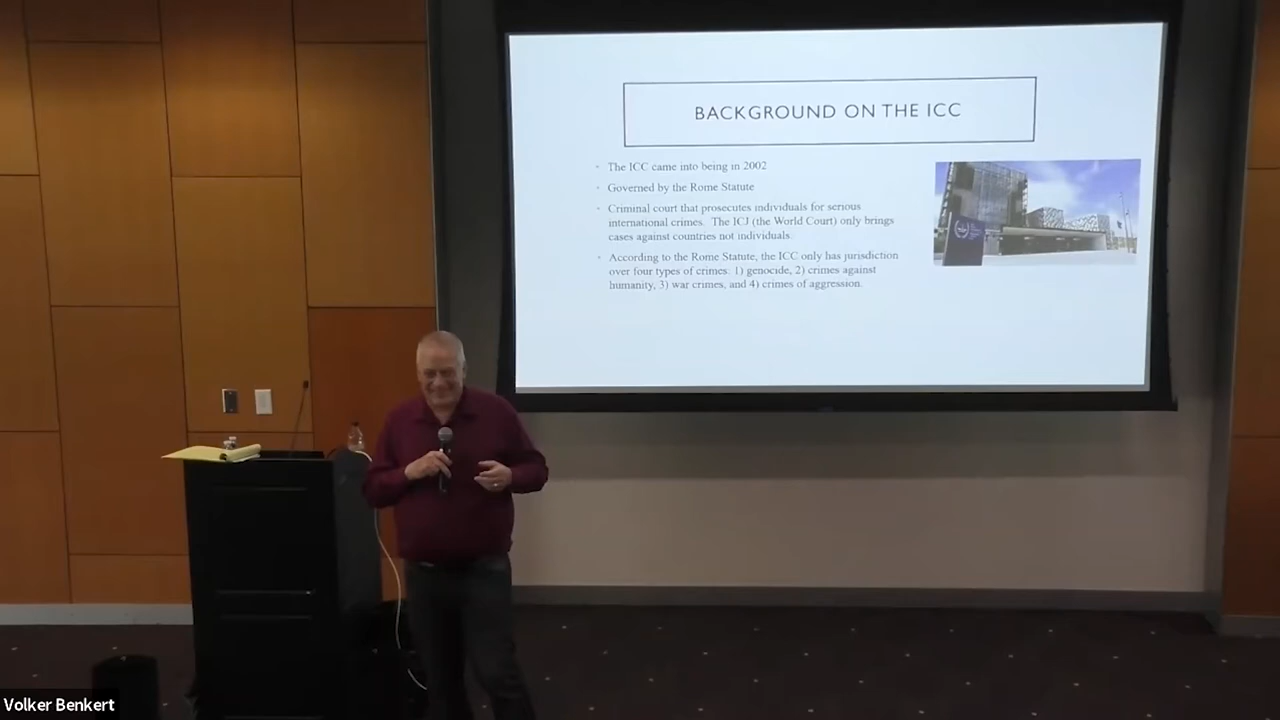 BACKGROUND ON THE ICC
The ICC came into being in 2002
Governed by the Rome Statute
Criminal court that prosecutes individuals for serious
international crimes. The ICJ (the World Court) only brings
cases against countries not individuals.
According to the Rome Statute, the ICC only has jurisdiction
over four types of crimes: 1) genocide, 2) crimes against
humanity, 3) war crimes, and 4) crimes of aggression.
Volker Benkert